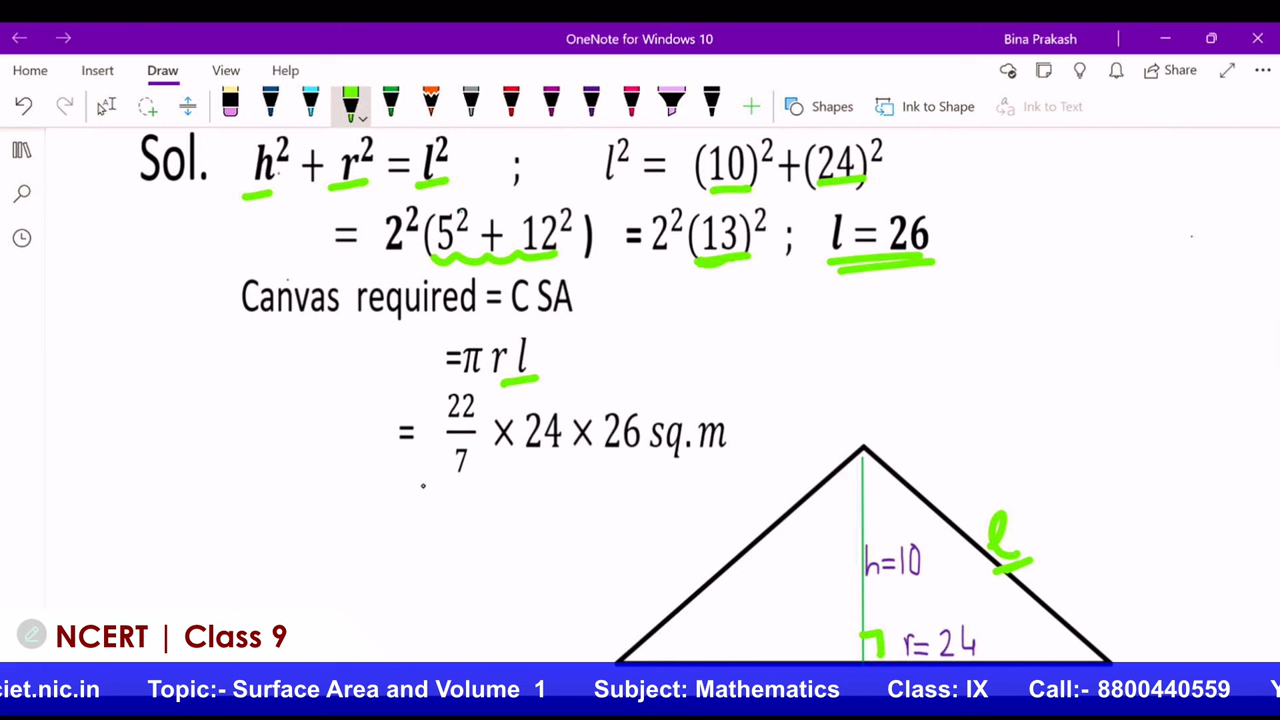 OneNote for Windows 10
Bina Prakash
Home Insert Draw View Help
Share
Shapes Ink to Shape Ink to Text
Sol. h² + r² = l² ; l² = (10)²+(24)²
= 2²(5² + 12²) = 2²(13)² ; l = 26
Canvas required = C SA
=π r l
= 22/7 × 24 × 26 sq.m
l
h=10
r=24
NCERT | Class 9
ciet.nic.in Topic:- Surface Area and Volume 1 Subject: Mathematics Class: IX Call:- 8800440559 Y